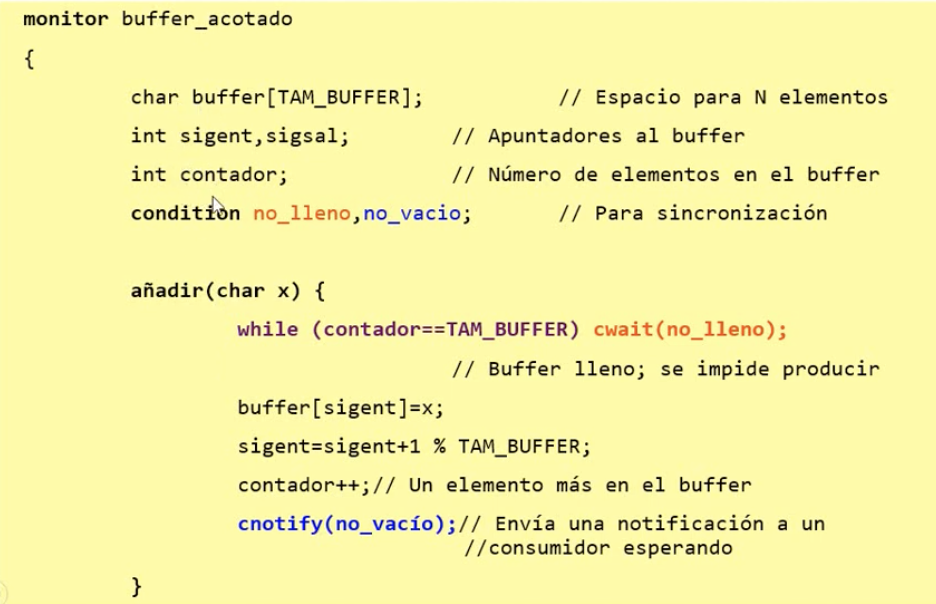 monitor buffer_acotado
{
char buffer[TAM_BUFFER]; // Espacio para N elementos
int sigent,sigsal; // Apuntadores al buffer
int contador; // Número de elementos en el buffer
condition no_lleno,no_vacio; // Para sincronización
añadir(char x) {
while (contador==TAM_BUFFER) cwait(no_lleno);
// Buffer lleno; se impide producir
buffer[sigent]=x;
sigent=sigent+1 % TAM_BUFFER;
contador++;// Un elemento más en el buffer
cnotify(no_vacío);// Envía una notificación a un
//consumidor esperando
}